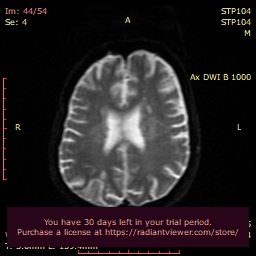 Im: 44/54
Se: 4
A
STP104
STP104
M
Ax DWI B 1000
R
L
You have 30 days left in your trial period.
Purchase a license at https://radiantviewer.com/store/